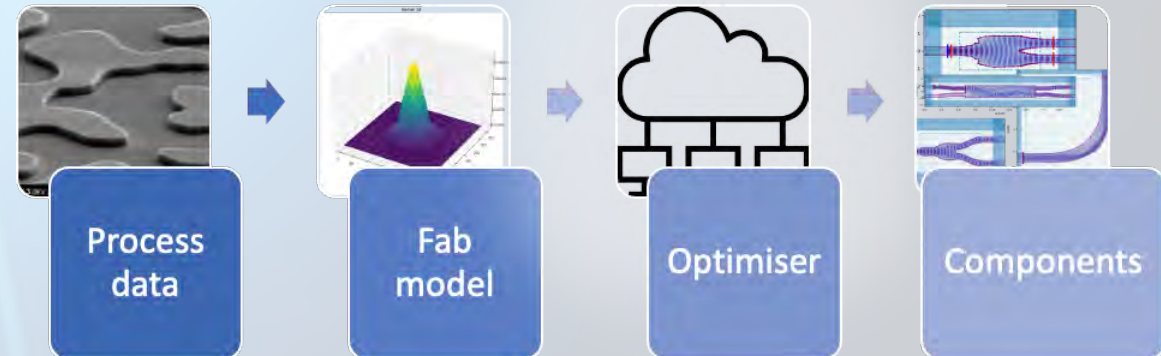 Process
data
Fab
model
Optimiser
Components